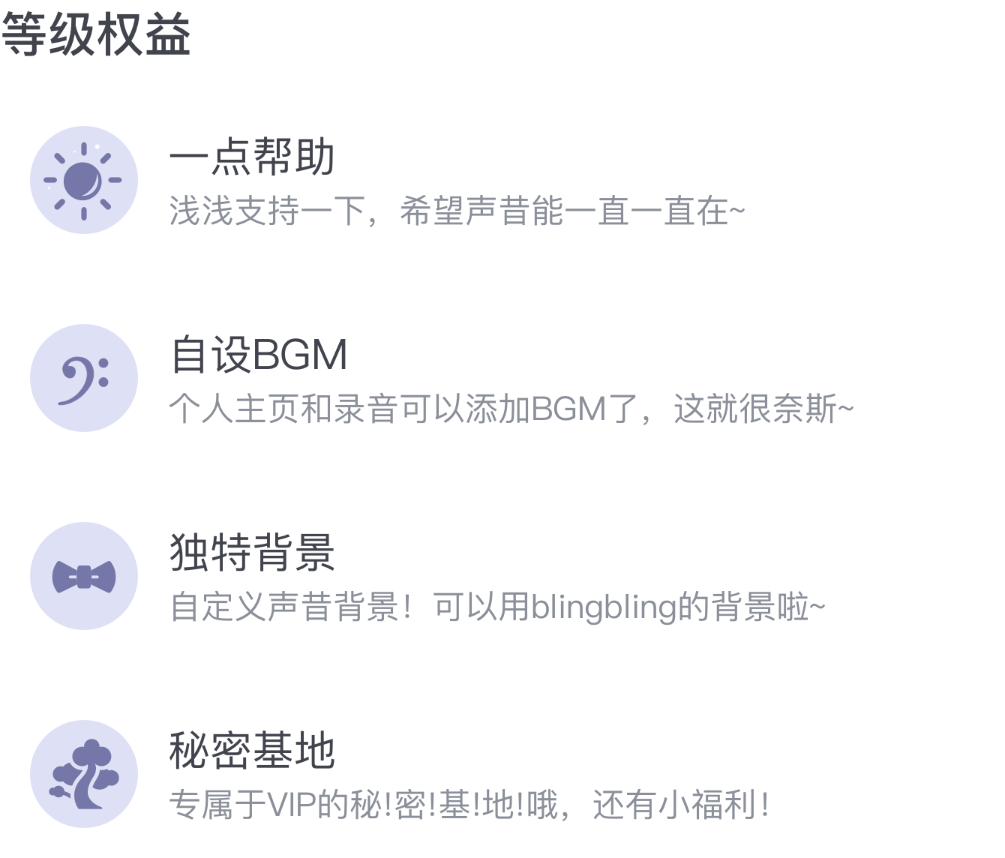 等级权益
一点帮助
浅浅支持一下，希望声昔能一直一直在~
自设BGM
个人主页和录音可以添加BGM了，这就很奈斯~
独特背景
自定义声昔背景！可以用blingbling的背景啦~
秘密基地
专属于VIP的秘!密!基!地!哦，还有小福利！